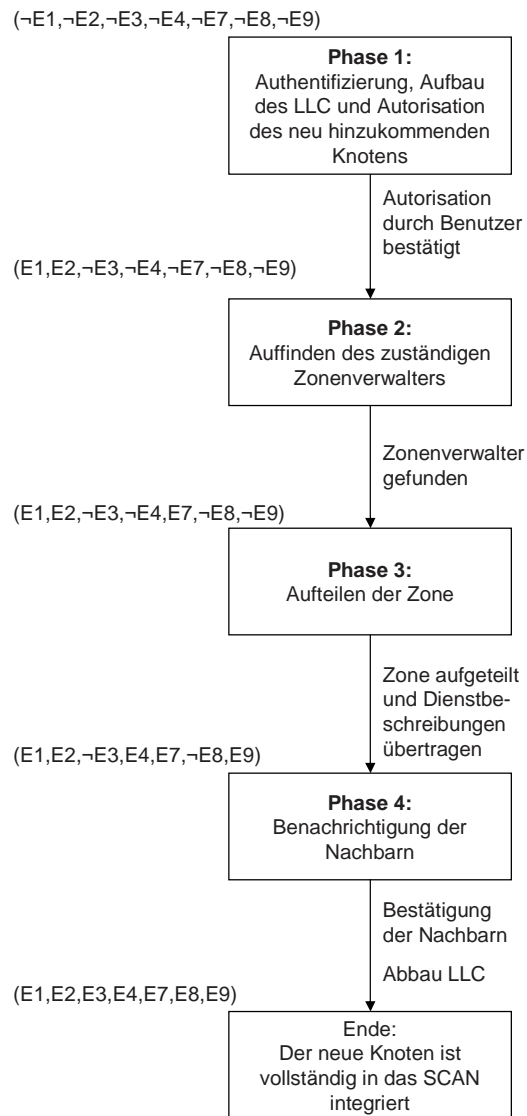 (¬E1,¬E2,¬E3,¬E4,¬E7,¬E8,¬E9)
Phase 1:
Authentifizierung, Aufbau
des LLC und Autorisation
des neu hinzukommenden
Knotens
Autorisation
durch Benutzer
bestätigt
(E1,E2,¬E3,¬E4,¬E7,¬E8,¬E9)
Phase 2:
Auffinden des zuständigen
Zonenverwalters
Zonenverwalter
gefunden
(E1,E2,¬E3,¬E4,E7,¬E8,¬E9)
Phase 3:
Aufteilen der Zone
Zone aufgeteilt
und Dienstbe-
schreibungen
übertragen
(E1,E2,¬E3,E4,E7,¬E8,E9)
Phase 4:
Benachrichtigung der
Nachbarn
Bestätigung
der Nachbarn
Abbau LLC
(E1,E2,E3,E4,E7,E8,E9)
Ende:
Der neue Knoten ist
vollständig in das SCAN
integriert